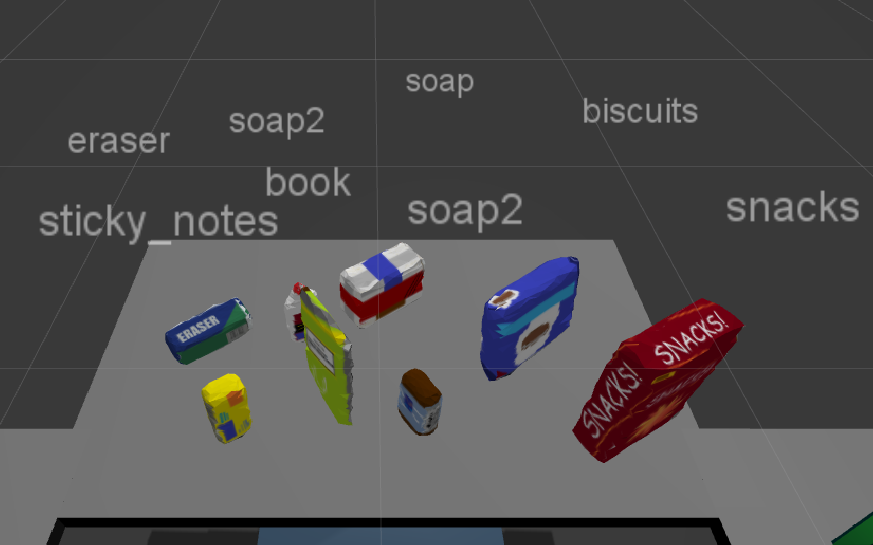 soap
biscuits
soap2
eraser
book
snacks
soap2
sticky_notes
ERASER
SNACKS!
SNACKS!